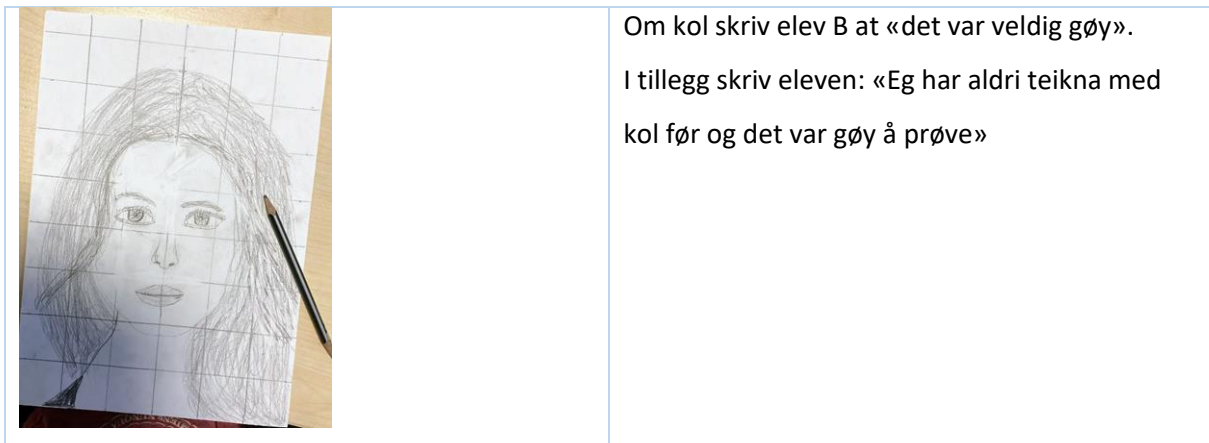 Om kol skriv elev B at «det var veldig gøy».
I tillegg skriv eleven: «Eg har aldri teikna med
kol før og det var gøy å prøve»